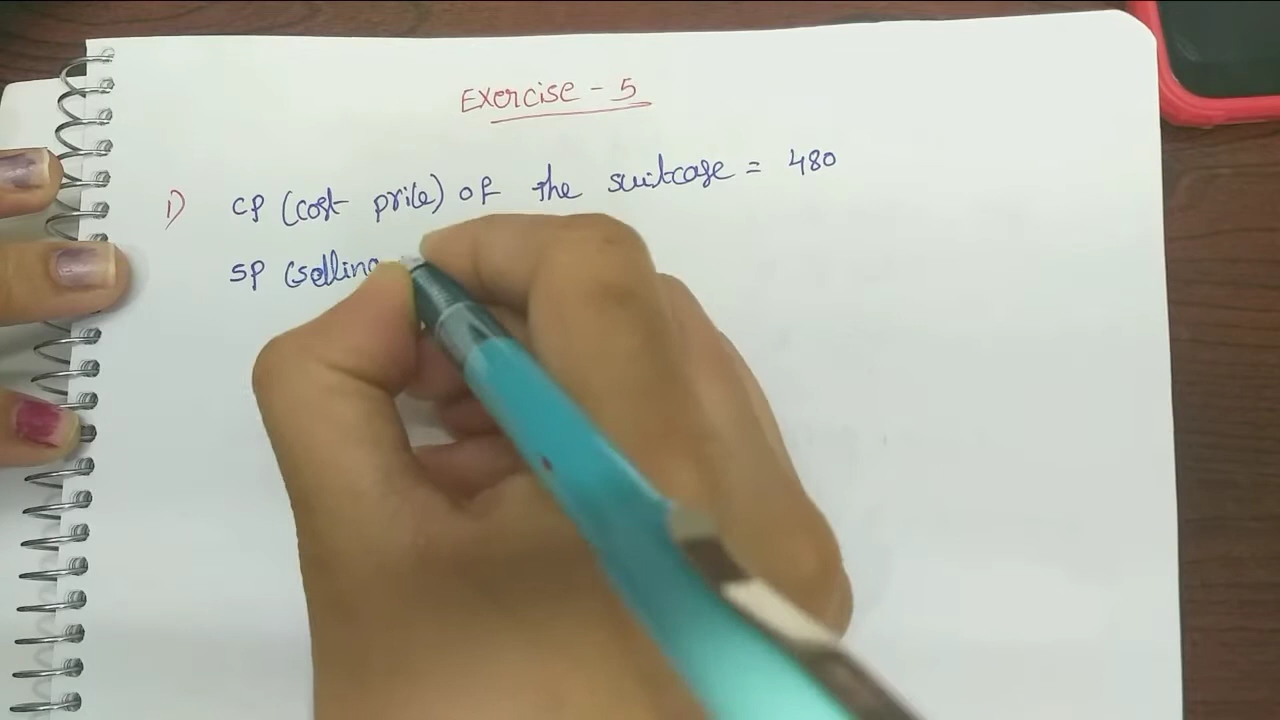 Exercise - 5
1) CP (cost price) of the suitcase = 480
SP (selling